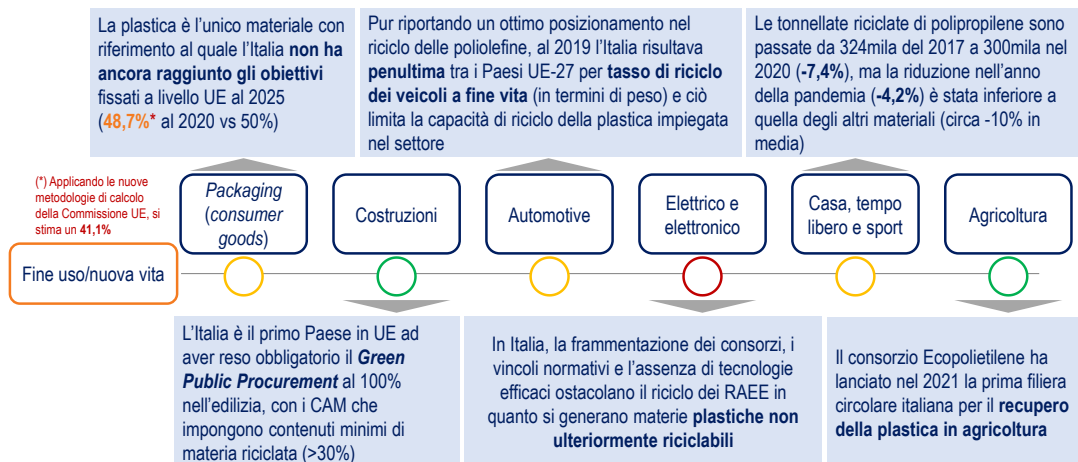 La plastica è l'unico materiale con
riferimento al quale l'Italia non ha
ancora raggiunto gli obiettivi
fissati a livello UE al 2025
(48,7%* al 2020 vs 50%)
Pur riportando un ottimo posizionamento nel
riciclo delle poliolefine, al 2019 l'Italia risultava
penultima tra i Paesi UE-27 per tasso di riciclo
dei veicoli a fine vita (in termini di peso) e ciò
limita la capacità di riciclo della plastica impiegata
nel settore
Le tonnellate riciclate di polipropilene sono
passate da 324mila del 2017 a 300mila nel
2020 (-7,4%), ma la riduzione nell'anno
della pandemia (-4,2%) è stata inferiore a
quella degli altri materiali (circa -10% in
media)
(*) Applicando le nuove
metodologie di calcolo
della Commissione UE, si
stima un 41,1%
Packaging
(consumer
goods)
Costruzioni
Automotive
Elettrico e
elettronico
Casa, tempo
libero e sport
Agricoltura
Fine uso/nuova vita
L'Italia è il primo Paese in UE ad
aver reso obbligatorio il Green
Public Procurement al 100%
nell'edilizia, con i CAM che
impongono contenuti minimi di
materia riciclata (>30%)
In Italia, la frammentazione dei consorzi, i
vincoli normativi e l'assenza di tecnologie
efficaci ostacolano il riciclo dei RAEE in
quanto si generano materie plastiche non
ulteriormente riciclabili
Il consorzio Ecopolietilene ha
lanciato nel 2021 la prima filiera
circolare italiana per il recupero
della plastica in agricoltura